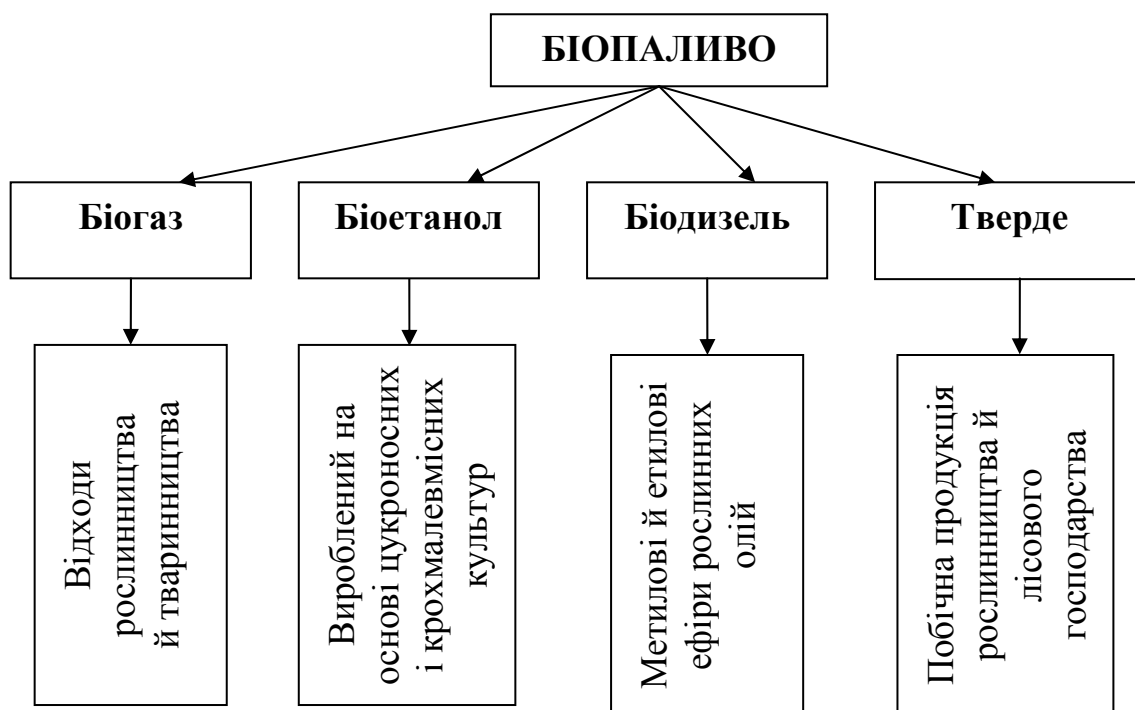 БІОПАЛИВО
Біогаз
Біоетанол
Біодизель
Тверде
Відходи
рослинництва
й тваринництва
Вироблений на
основі цукроносних
і крохмалевмісних
культур
Метилові й етилові
ефіри рослинних
олій
Побічна продукція
рослинництва й
лісового
господарства